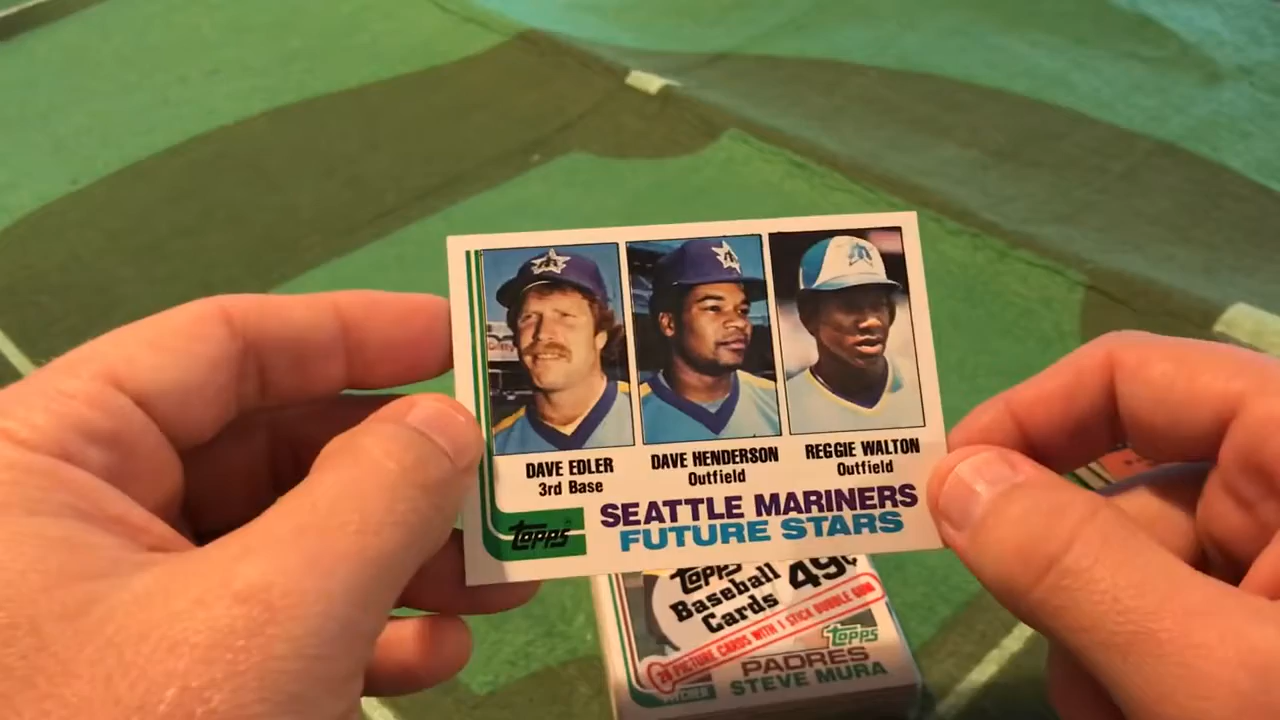 DAVE EDLER
3rd Base
DAVE HENDERSON
Outfield
REGGIE WALTON
Outfield
topps
SEATTLE MARINERS
FUTURE STARS
Topps
Baseball
Cards
49¢
PICTURE CARDS WITH 1 STICK BUBBLE GUM
topps
PADRES
STEVE MURA
PITCHER